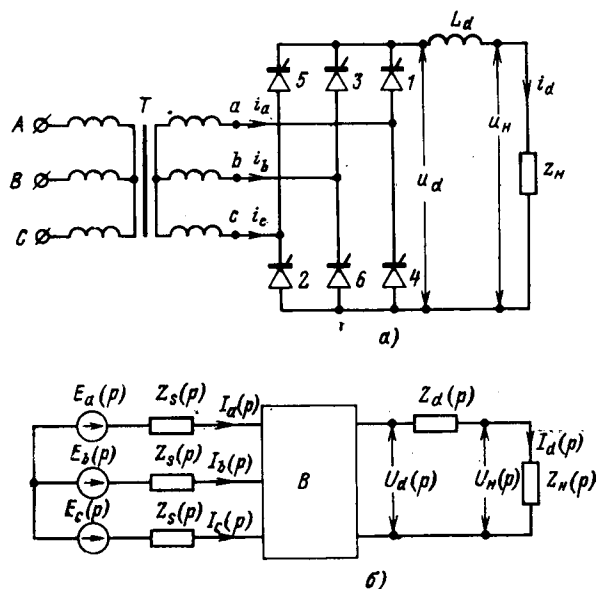 L_d
5 3 1
T
A a i_a
i_d
B b i_b
u_d
u_н
z_н
C c i_c
2 6 4
а)
E_a(p) Z_s(p) I_a(p)
Z_d(p)
E_b(p) Z_s(p) I_b(p)
B
U_d(p)
U_н(p)
I_d(p)
Z_н(p)
E_c(p) Z_s(p) I_c(p)
б)